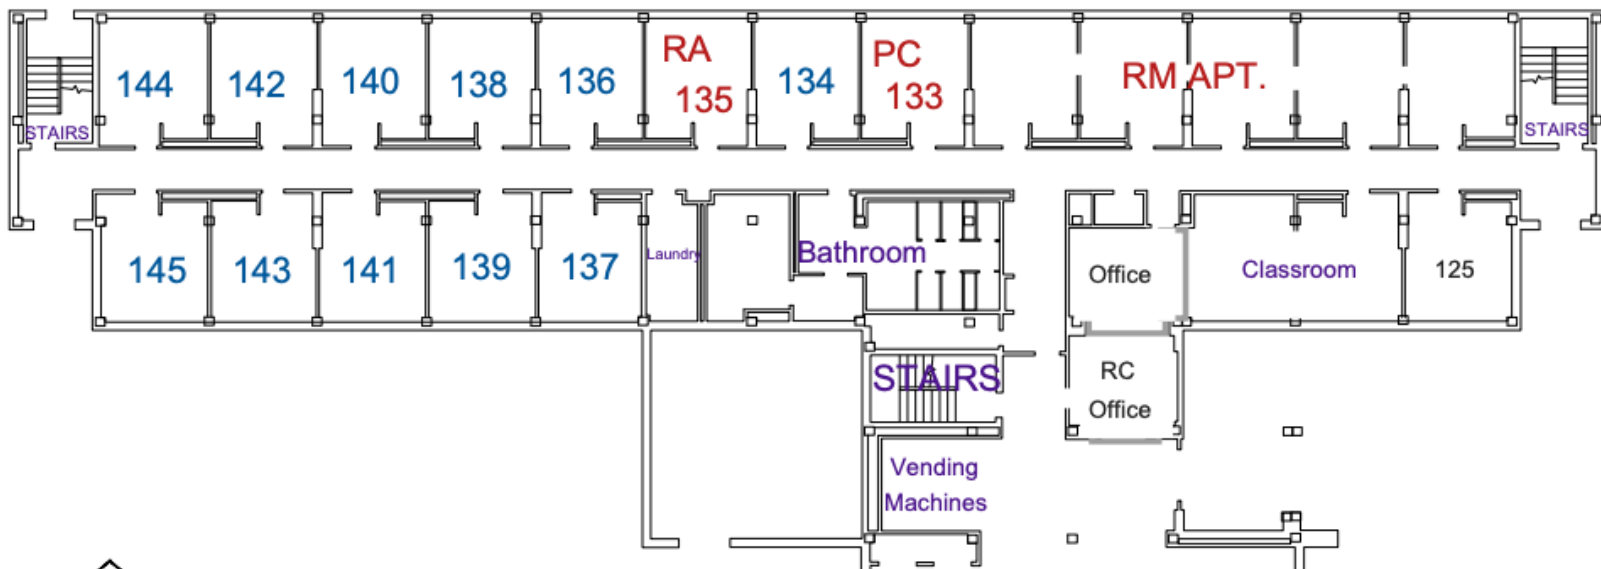 144
142
140
138
136
RA
135
134
PC
133
RM APT.
STAIRS
STAIRS
145
143
141
139
137
Laundry
Bathroom
Office
Classroom
125
STAIRS
RC
Office
Vending
Machines